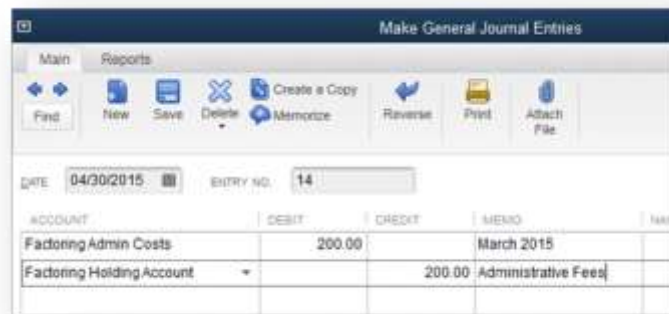 Make General Journal Entries
Main Reports
Find New Save Delete Create a Copy Memorize Reverse Print Attach File
DATE 04/30/2015 ENTRY NO. 14
ACCOUNT DEBIT CREDIT MEMO
Factoring Admin Costs 200.00 March 2015
Factoring Holding Account 200.00 Administrative Fees